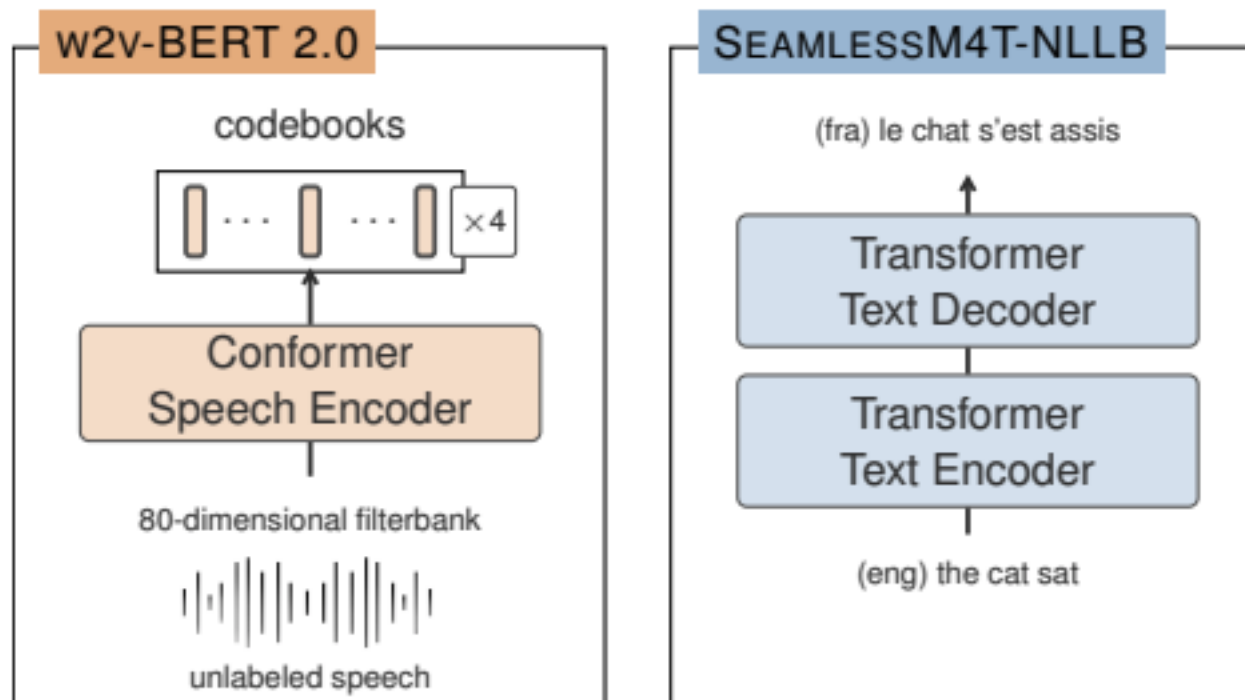 W2V-BERT 2.0
codebooks
· · ·
· · ·
×4
Conformer
Speech Encoder
80-dimensional filterbank
unlabeled speech
SEAMLESSM4T-NLLB
(fra) le chat s'est assis
Transformer
Text Decoder
Transformer
Text Encoder
(eng) the cat sat